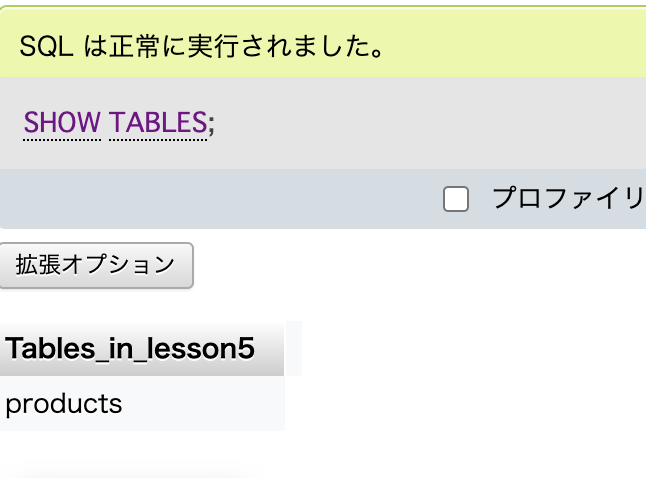 SQL は正常に実行されました。
SHOW TABLES;
プロファイリ
拡張オプション
Tables_in_lesson5
products